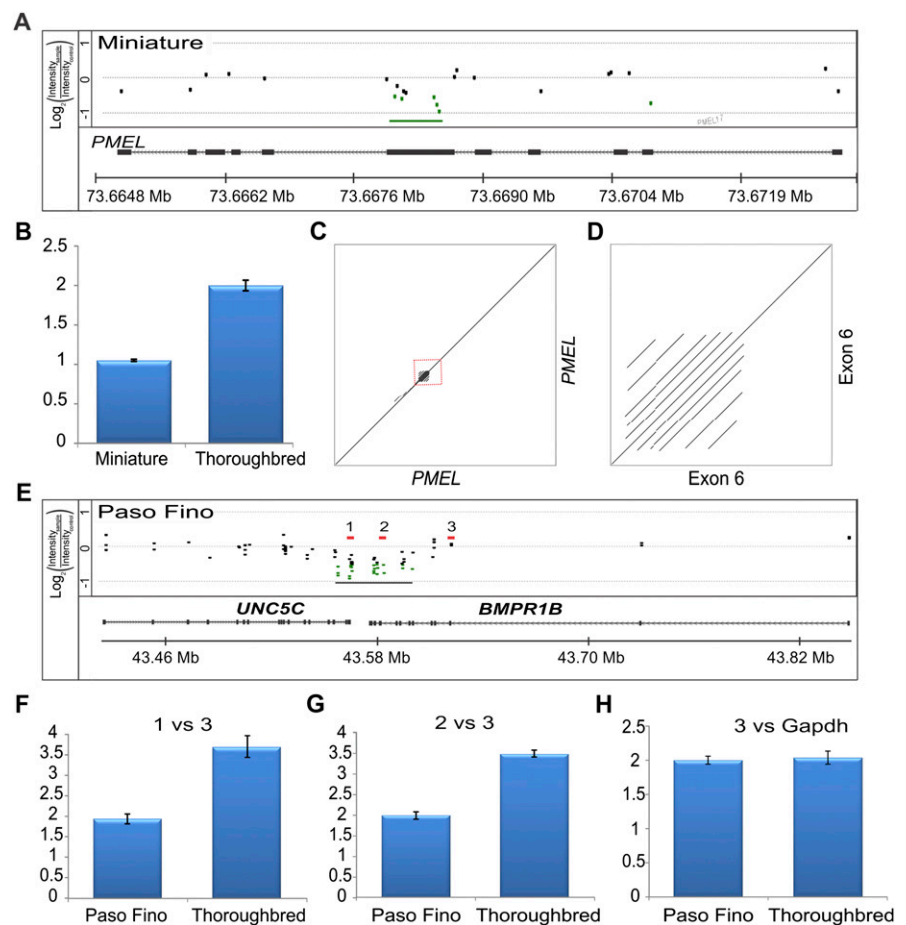 A
Miniature
Log2(Intensity sample / Intensity control)
1
0
-1
PMEL17
PMEL
73.6648 Mb 73.6662 Mb 73.6676 Mb 73.6690 Mb 73.6704 Mb 73.6719 Mb
B
2.5
2
1.5
1
0.5
0
Miniature Thoroughbred
C
PMEL
PMEL
D
Exon 6
Exon 6
E
Paso Fino
Log2(Intensity sample / Intensity control)
1
0
-1
1 2 3
UNC5C BMPR1B
43.46 Mb 43.58 Mb 43.70 Mb 43.82 Mb
F
1 vs 3
4
3.5
3
2.5
2
1.5
1
0.5
0
Paso Fino Thoroughbred
G
2 vs 3
4
3.5
3
2.5
2
1.5
1
0.5
0
Paso Fino Thoroughbred
H
3 vs Gapdh
2.5
2
1.5
1
0.5
0
Paso Fino Thoroughbred